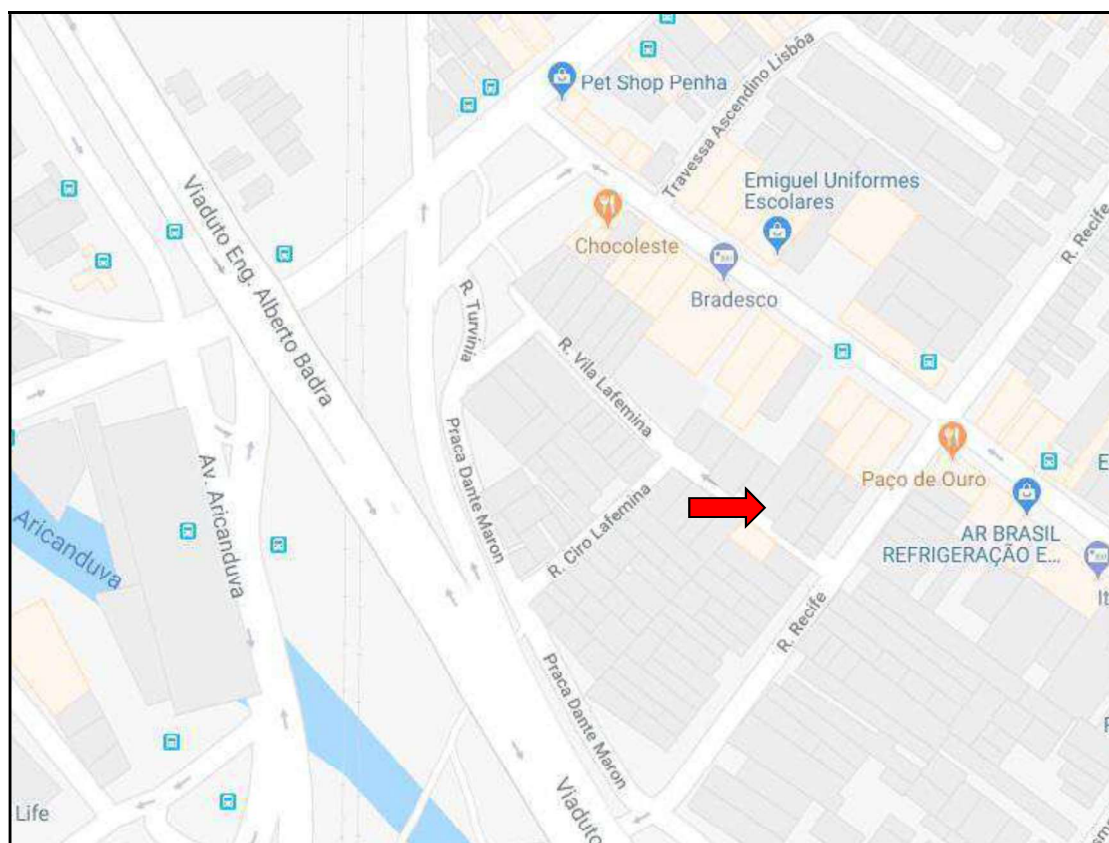 Pet Shop Penha
Travessa Ascendino Lisbôa
Emiguel Uniformes
Escolares
R. Recife
Viaduto Eng. Alberto Badra
Chocoleste
Bradesco
R. Turvínia
R. Vila Lafemina
Praca Dante Maron
Av. Aricanduva
Aricanduva
R. Ciro Lafemina
Paço de Ouro
AR BRASIL
REFRIGERAÇÃO E...
E
It
R. Recife
Praca Dante Maron
Viaduto
Life